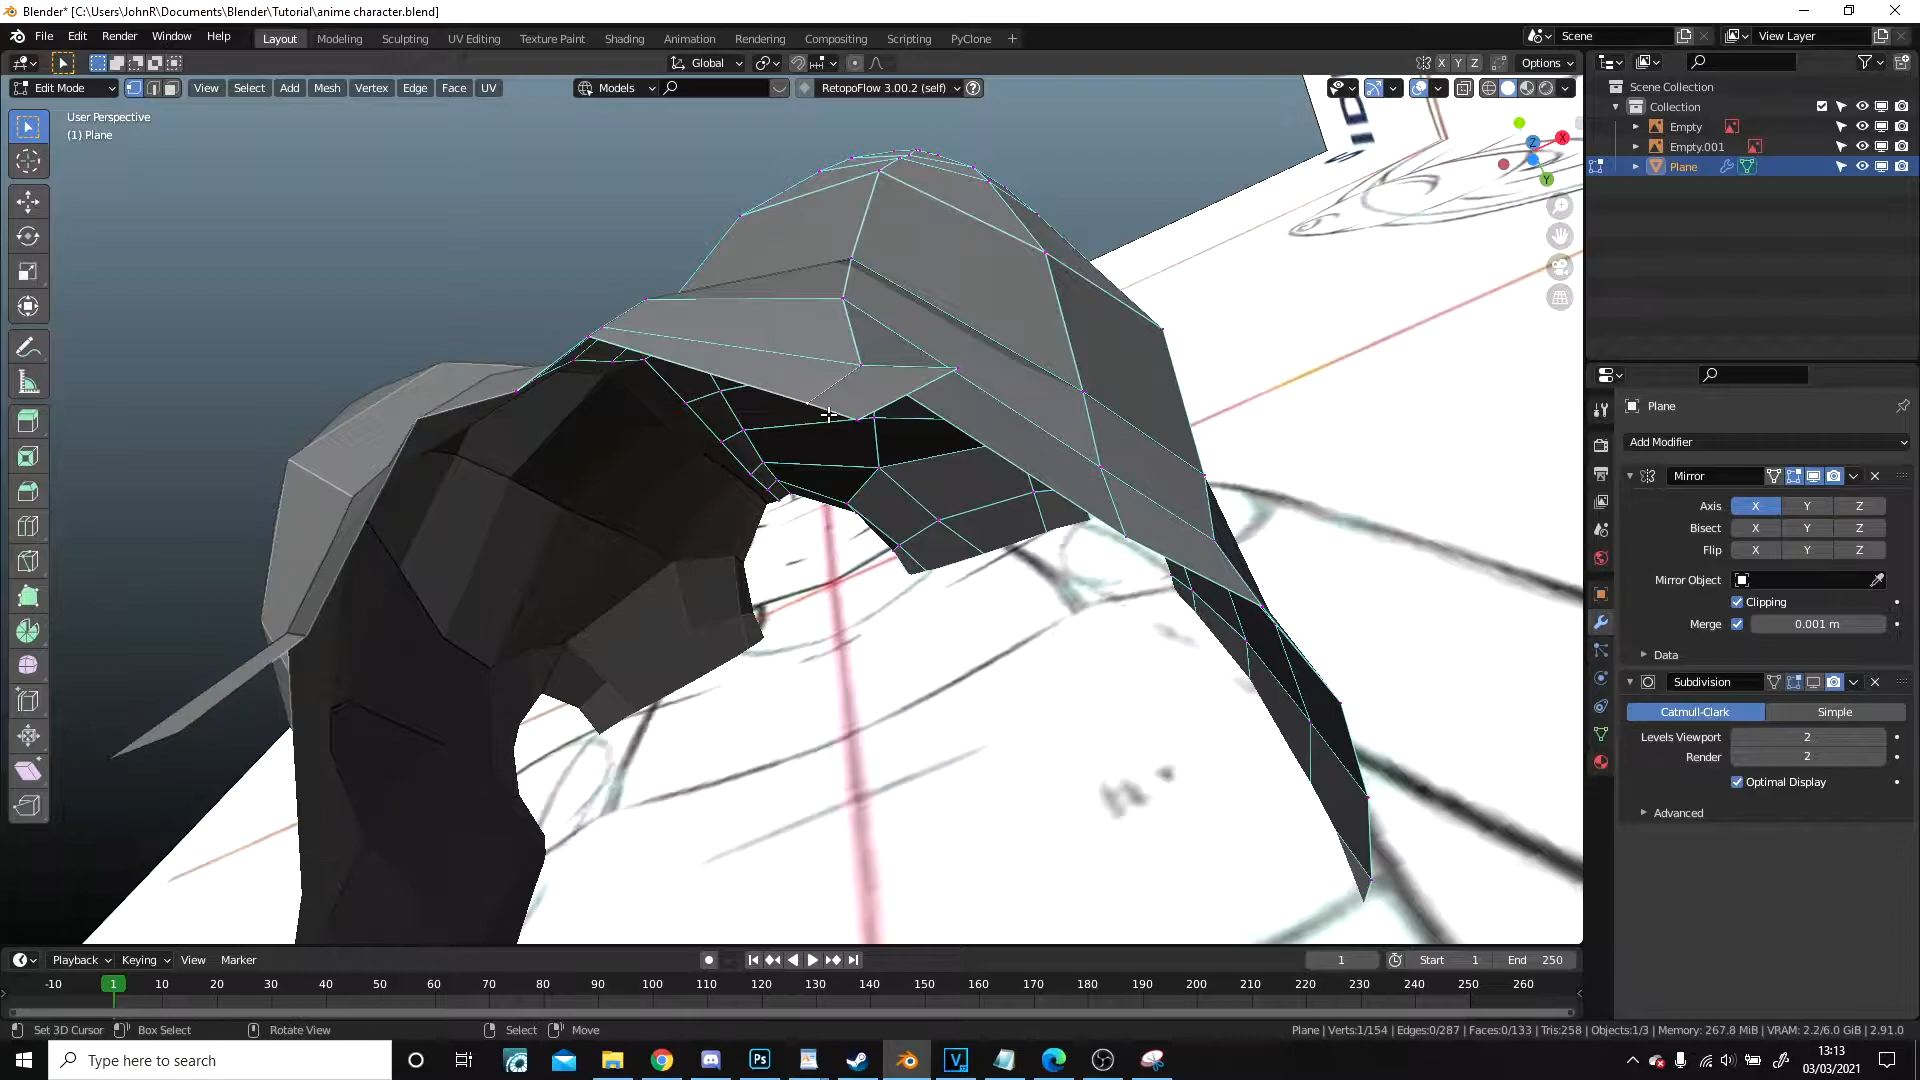 Blender* [C:\Users\JohnR\Documents\Blender\Tutorial\anime character.blend]
File Edit Render Window Help Layout Modeling Sculpting UV Editing Texture Paint Shading Animation Rendering Compositing Scripting PyClone + Scene View Layer
Global X Y Z Options
Edit Mode View Select Add Mesh Vertex Edge Face UV Models RetopoFlow 3.00.2 (self)
User Perspective
(1) Plane
Z X Y
Scene Collection
Collection
Empty
Empty.001
Plane
Plane
Add Modifier
Mirror
Axis X Y Z
Bisect X Y Z
Flip X Y Z
Mirror Object
Clipping
Merge 0.001 m
Data
Subdivision
Catmull-Clark Simple
Levels Viewport 2
Render 2
Optimal Display
Advanced
Playback Keying View Marker 1 Start 1 End 250
-10 1 10 20 30 40 50 60 70 80 90 100 110 120 130 140 150 160 170 180 190 200 210 220 230 240 250 260
Set 3D Cursor Box Select Rotate View Select Move Plane | Verts:1/154 | Edges:0/287 | Faces:0/133 | Tris:258 | Objects:1/3 | Memory: 267.8 MiB | VRAM: 2.2/6.0 GiB | 2.91.0
Type here to search
Ps
13:13
03/03/2021